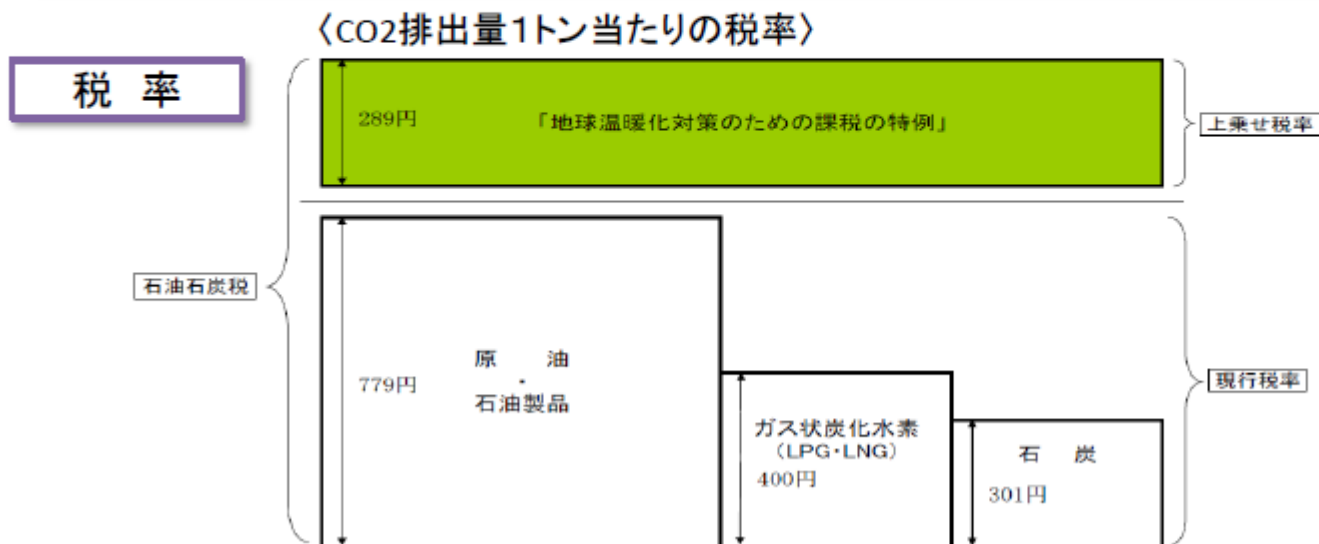 〈CO2排出量1トン当たりの税率〉
税 率
289円
「地球温暖化対策のための課税の特例」
上乗せ税率
石油石炭税
779円
原 油
・
石油製品
ガス状炭化水素
(LPG・LNG)
400円
石 炭
301円
現行税率